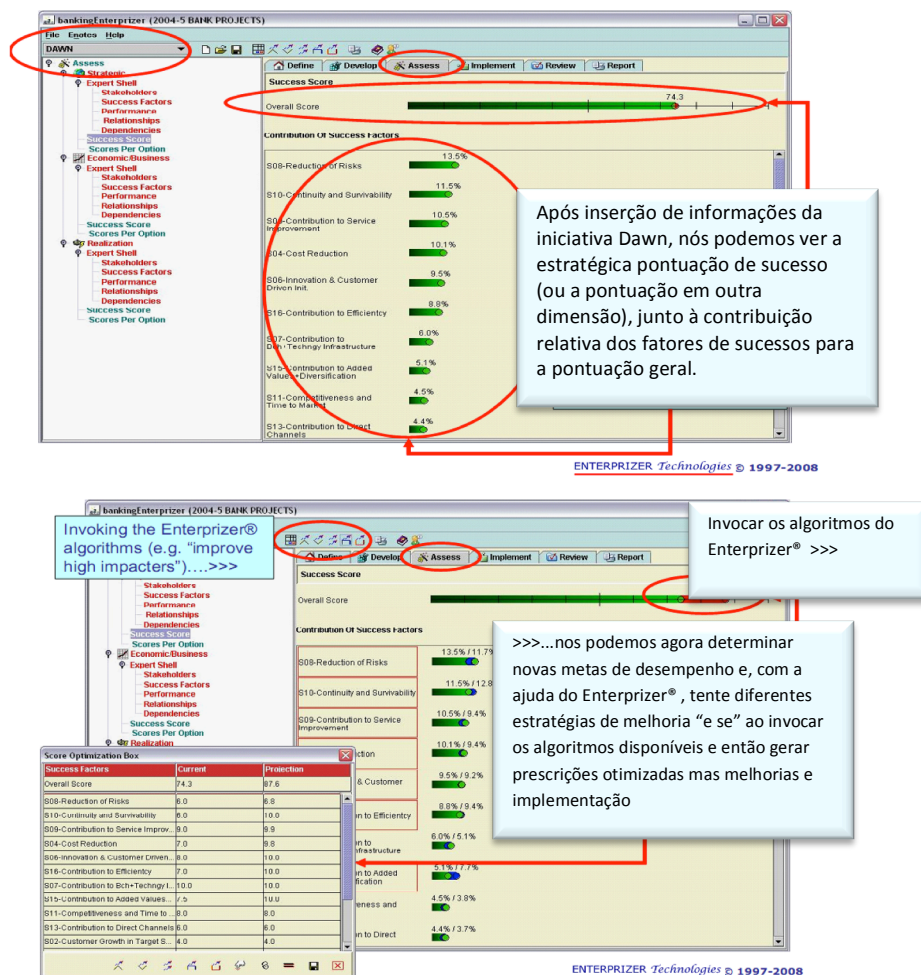 bankingEnterprizer (2004-5 BANK PROJECTS)
File Enotes Help
DAWN
Define Develop Assess Implement Review Report
Assess
Strategic
Expert Shell
Stakeholders
Success Factors
Performance
Relationships
Dependencies
Success Score
Scores Per Option
Economic/Business
Expert Shell
Stakeholders
Success Factors
Performance
Relationships
Dependencies
Success Score
Scores Per Option
Realization
Expert Shell
Stakeholders
Success Factors
Performance
Relationships
Dependencies
Success Score
Scores Per Option
Success Score
74.3
Overall Score
Contribution Of Success Factors
13.5%
S08-Reduction of Risks
11.5%
S10-Continuity and Survivability
10.5%
S09-Contribution to Service
Improvement
10.1%
S04-Cost Reduction
9.5%
S06-Innovation & Customer
Driven Init.
8.8%
S16-Contribution to Efficientcy
6.0%
S07-Contribution to
Bch+Techngy Infrastructure
5.1%
S15-Contribution to Added
Values+Diversification
4.5%
S11-Competitiveness and
Time to Market
4.4%
S13-Contribution to Direct
Channels
Após inserção de informações da
iniciativa Dawn, nós podemos ver a
estratégica pontuação de sucesso
(ou a pontuação em outra
dimensão), junto à contribuição
relativa dos fatores de sucessos para
a pontuação geral.
ENTERPRIZER Technologies © 1997-2008
bankingEnterprizer (2004-5 BANK PROJECTS)
Invoking the Enterprizer®
algorithms (e.g. “improve
high impacters”)....>>>
Define Develop Assess Implement Review Report
Invocar os algoritmos do
Enterprizer® >>>
Stakeholders
Success Factors
Performance
Relationships
Dependencies
Success Score
Scores Per Option
Economic/Business
Expert Shell
Stakeholders
Success Factors
Performance
Relationships
Dependencies
Success Score
Scores Per Option
Realization
Success Score
Overall Score
Contribution Of Success Factors
13.5% / 11.7%
S08-Reduction of Risks
11.5% / 12.8
S10-Continuity and Survivability
10.5% / 9.4%
S09-Contribution to Service
Improvement
10.1% / 9.4%
ction
9.5% / 9.2%
& Customer
8.8% / 9.4%
on to Efficientcy
6.0% / 5.1%
on to
frastructure
5.1% / 7.7%
on to Added
fication
4.5% / 3.8%
eness and
4.4% / 3.7%
on to Direct
>>>...nos podemos agora determinar
novas metas de desempenho e, com a
ajuda do Enterprizer® , tente diferentes
estratégias de melhoria “e se” ao invocar
os algoritmos disponíveis e então gerar
prescrições otimizadas mas melhorias e
implementação
Score Optimization Box
Success Factors Current Projection
Overall Score 74.3 87.6
S08-Reduction of Risks 6.0 6.8
S10-Continuity and Survivability 6.0 10.0
S09-Contribution to Service Improv... 9.0 9.9
S04-Cost Reduction 7.0 9.8
S06-Innovation & Customer Driven... 8.0 10.0
S16-Contribution to Efficientcy 7.0 10.0
S07-Contribution to Bch+Techngy I... 10.0 10.0
S15-Contribution to Added Values... 7.5 10.0
S11-Competitiveness and Time to ... 8.0 8.0
S13-Contribution to Direct Channels 6.0 6.0
S02-Customer Growth in Target S... 4.0 4.0
ENTERPRIZER Technologies © 1997-2008